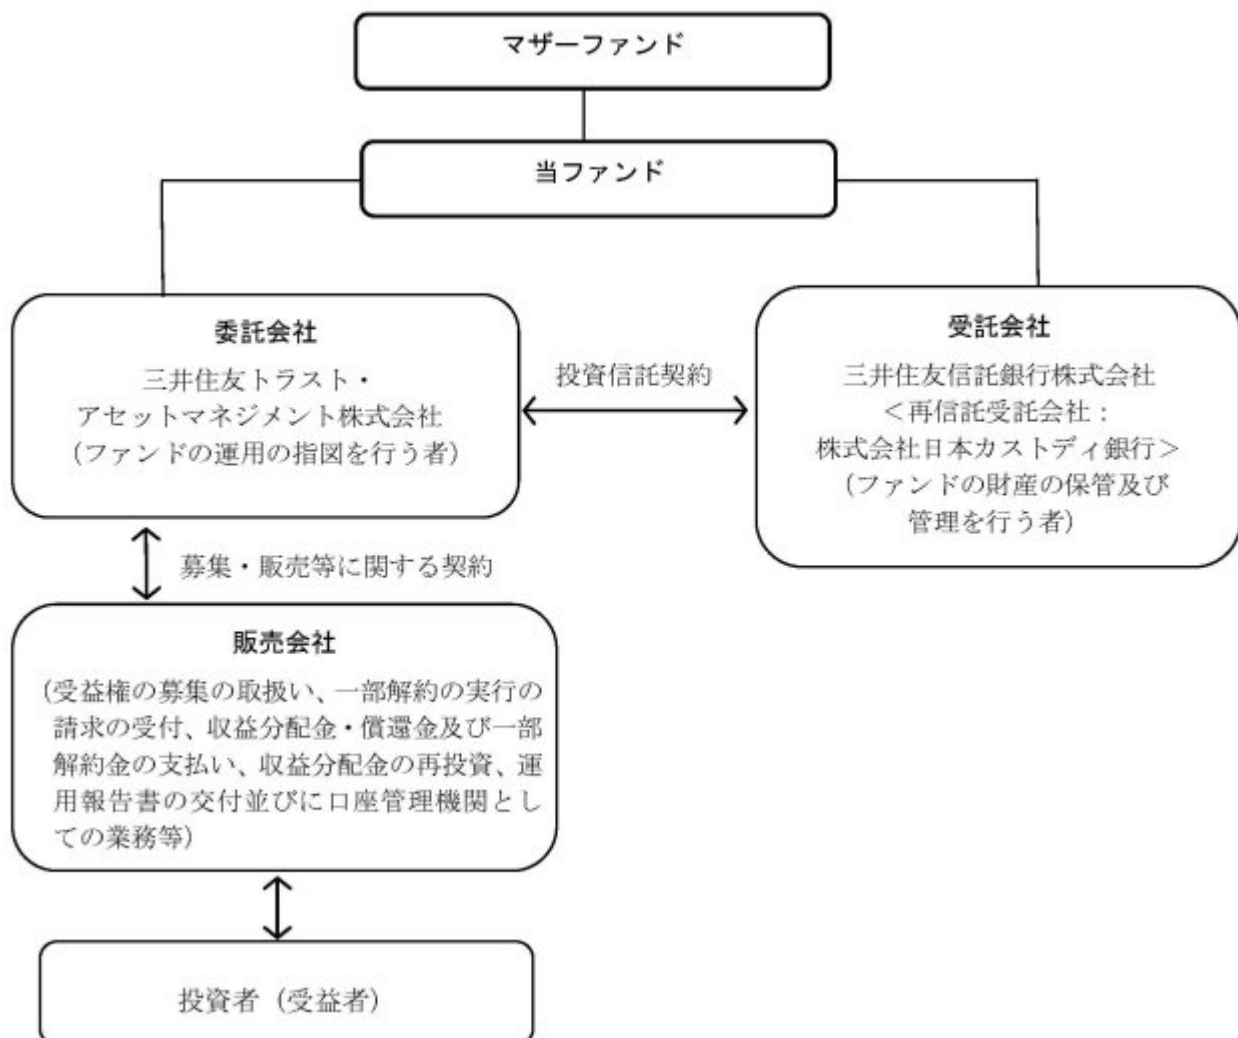 マザーファンド
当ファンド
委託会社
三井住友トラスト・
アセットマネジメント株式会社
（ファンドの運用の指図を行う者）
投資信託契約
受託会社
三井住友信託銀行株式会社
＜再信託受託会社：
株式会社日本カストディ銀行＞
（ファンドの財産の保管及び
管理を行う者）
募集・販売等に関する契約
販売会社
（受益権の募集の取扱い、一部解約の実行の
請求の受付、収益分配金・償還金及び一部
解約金の支払い、収益分配金の再投資、運
用報告書の交付並びに口座管理機関とし
ての業務等）
投資者（受益者）